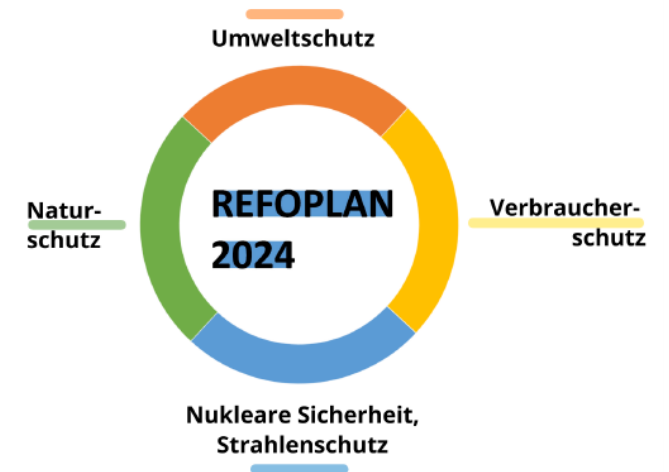 Umweltschutz
REFOPLAN
2024
Natur-
schutz
Verbraucher-
schutz
Nukleare Sicherheit,
Strahlenschutz